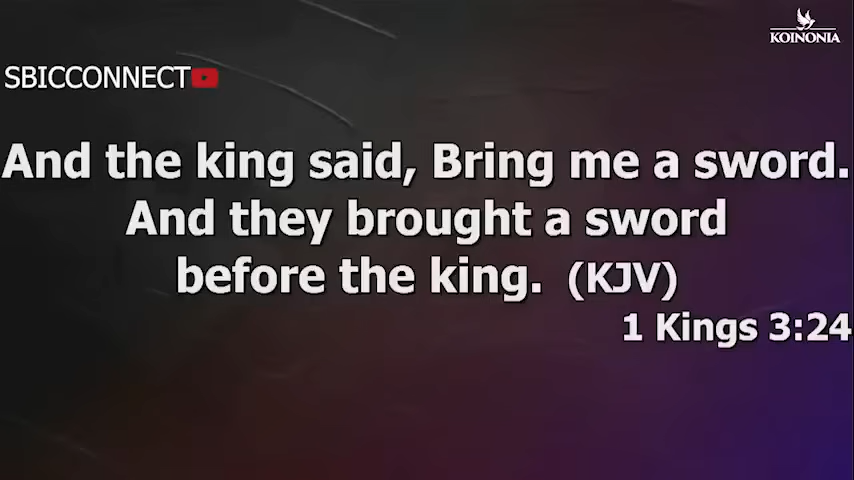 KOINONIA
SBICCONNECT
And the king said, Bring me a sword.
And they brought a sword
before the king. (KJV)
1 Kings 3:24